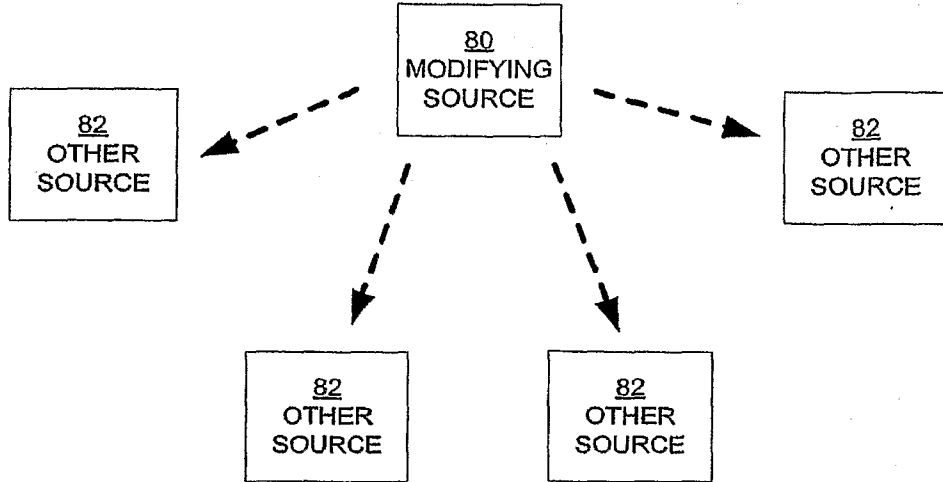 80
MODIFYING
SOURCE
82
OTHER
SOURCE
82
OTHER
SOURCE
82
OTHER
SOURCE
82
OTHER
SOURCE